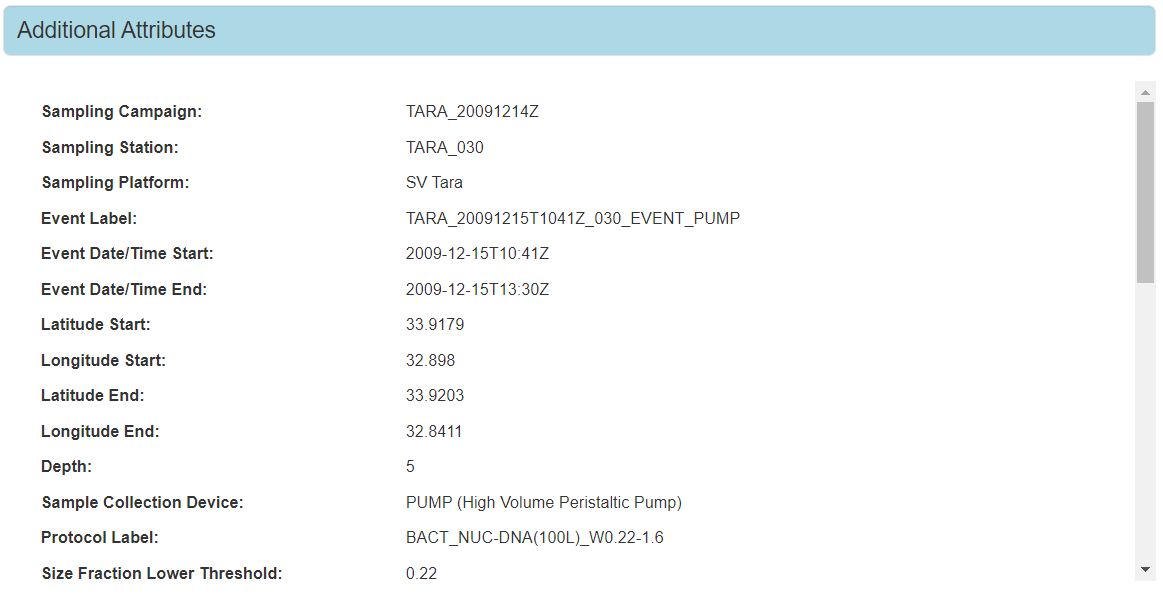 Additional Attributes
Sampling Campaign: TARA_20091214Z
Sampling Station: TARA_030
Sampling Platform: SV Tara
Event Label: TARA_20091215T1041Z_030_EVENT_PUMP
Event Date/Time Start: 2009-12-15T10:41Z
Event Date/Time End: 2009-12-15T13:30Z
Latitude Start: 33.9179
Longitude Start: 32.898
Latitude End: 33.9203
Longitude End: 32.8411
Depth: 5
Sample Collection Device: PUMP (High Volume Peristaltic Pump)
Protocol Label: BACT_NUC-DNA(100L)_W0.22-1.6
Size Fraction Lower Threshold: 0.22